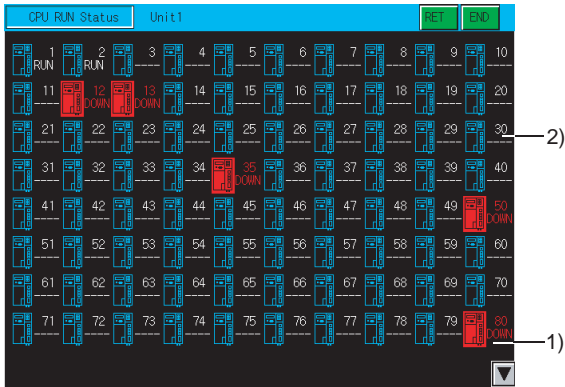 CPU RUN Status Unit1 RET END
1 2 3 4 5 6 7 8 9 10
RUN RUN --- --- --- --- --- --- --- ---
11 12 13 14 15 16 17 18 19 20
--- DOWN DOWN --- --- --- --- --- --- ---
21 22 23 24 25 26 27 28 29 30
--- --- --- --- --- --- --- --- --- ---
2)
31 32 33 34 35 36 37 38 39 40
--- --- --- --- DOWN --- --- --- --- ---
41 42 43 44 45 46 47 48 49 50
--- --- --- --- --- --- --- --- --- DOWN
51 52 53 54 55 56 57 58 59 60
--- --- --- --- --- --- --- --- --- ---
61 62 63 64 65 66 67 68 69 70
--- --- --- --- --- --- --- --- --- ---
71 72 73 74 75 76 77 78 79 80
--- --- --- --- --- --- --- --- --- DOWN
1)